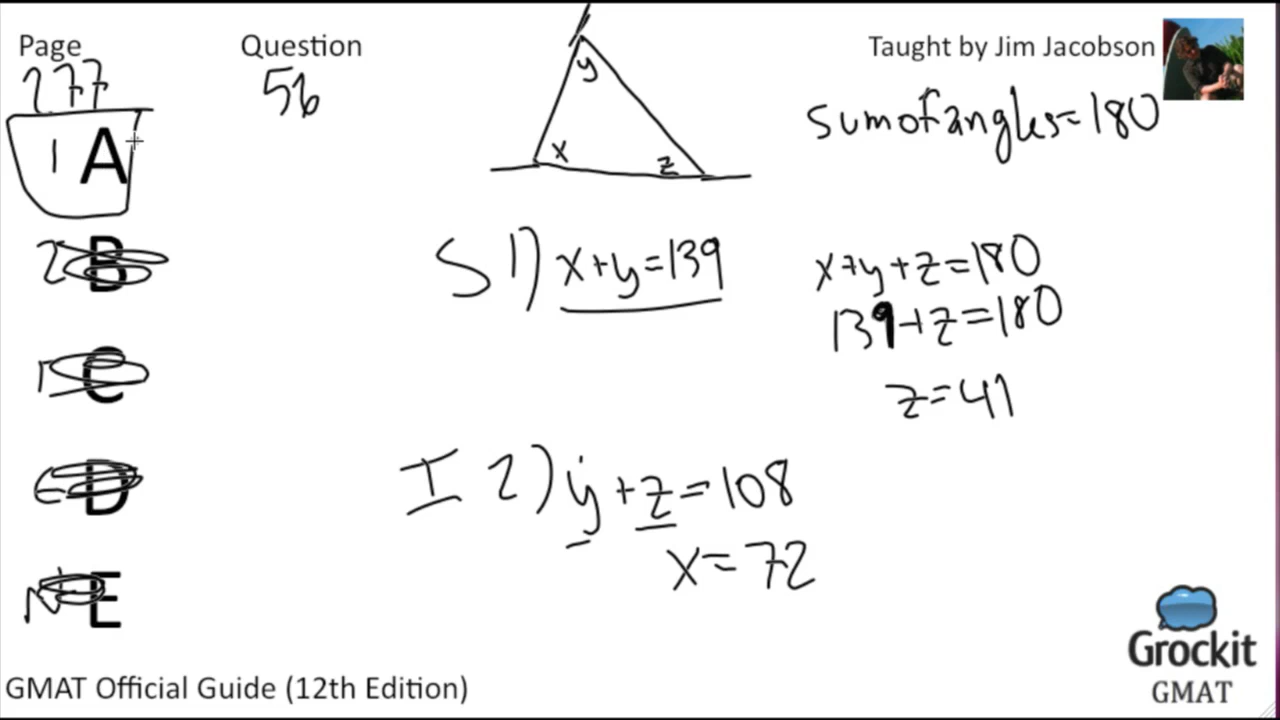 Page Question Taught by Jim Jacobson
277 56
y
x z
sum of angles=180
1 A
2 B
C
D
E
S 1) x+y=139
x+y+z=180
139+z=180
z=41
I 2) y+z=108
x=72
Grockit
GMAT
GMAT Official Guide (12th Edition)